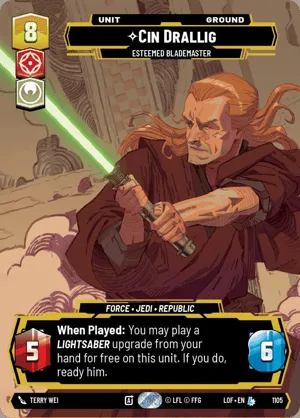 UNIT
GROUND
8
✧CIN DRALLIG
ESTEEMED BLADEMASTER
FORCE • JEDI • REPUBLIC
When Played: You may play a
LIGHTSABER upgrade from your
hand for free on this unit. If you do,
ready him.
5
6
TERRY WEI
© LFL © FFG
LOF • EN
1105